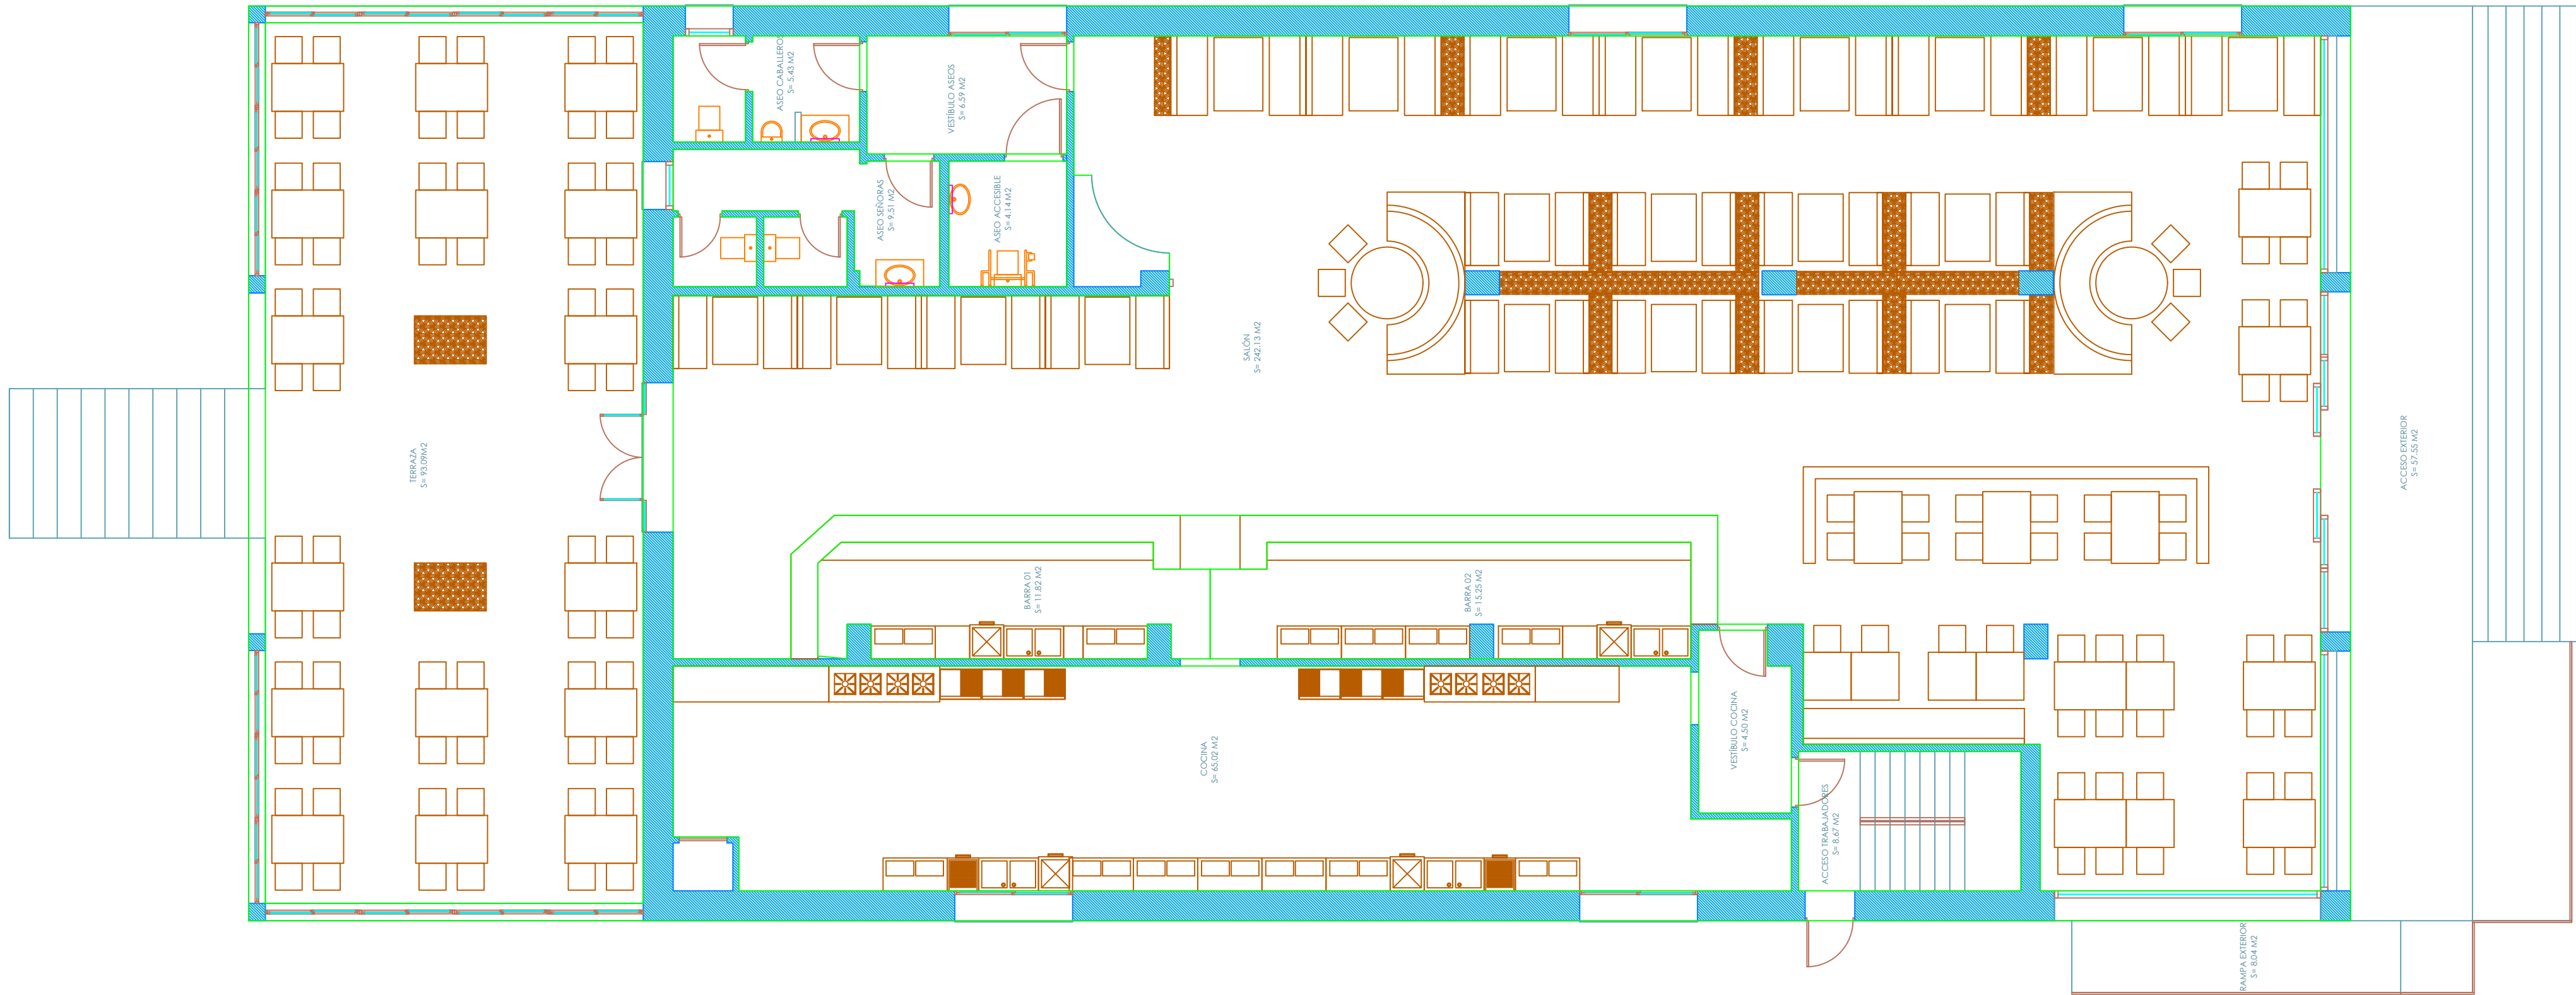 ASEO CABALLEROS
S= 5.43 M2
VESTÍBULO ASEOS
S= 6.59 M2
ASEO SEÑORAS
S= 9.51 M2
ASEO ACCESIBLE
S= 4.14 M2
SALÓN
S= 242.13 M2
TERRAZA
S= 93.09M2
ACCESO EXTERIOR
S= 57.55 M2
BARRA 01
S= 11.82 M2
BARRA 02
S= 15.25 M2
COCINA
S= 65.02 M2
VESTÍBULO COCINA
S= 4.50 M2
ACCESO TRABAJADORES
S= 8.67 M2
RAMPA EXTERIOR
S= 8.04 M2